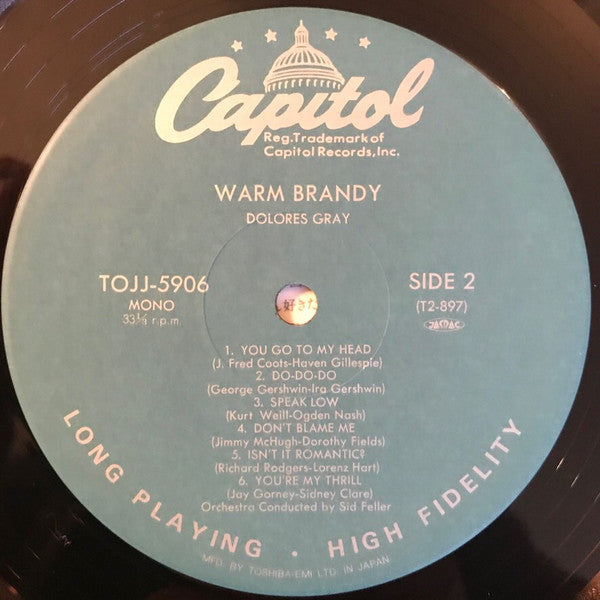 Capitol
Reg. Trademark of
Capitol Records, Inc.
WARM BRANDY
DOLORES GRAY
TOJJ-5906
MONO
33⅓ r.p.m.
SIDE 2
(T2-897)
JASRAC
好きだ
1. YOU GO TO MY HEAD
(J. Fred Coots-Haven Gillespie)
2. DO-DO-DO
(George Gershwin-Ira Gershwin)
3. SPEAK LOW
(Kurt Weill-Ogden Nash)
4. DON'T BLAME ME
(Jimmy McHugh-Dorothy Fields)
5. ISN'T IT ROMANTIC?
(Richard Rodgers-Lorenz Hart)
6. YOU'RE MY THRILL
(Jay Gorney-Sidney Clare)
Orchestra Conducted by Sid Feller
LONG PLAYING • HIGH FIDELITY
MFD. BY TOSHIBA-EMI LTD. IN JAPAN